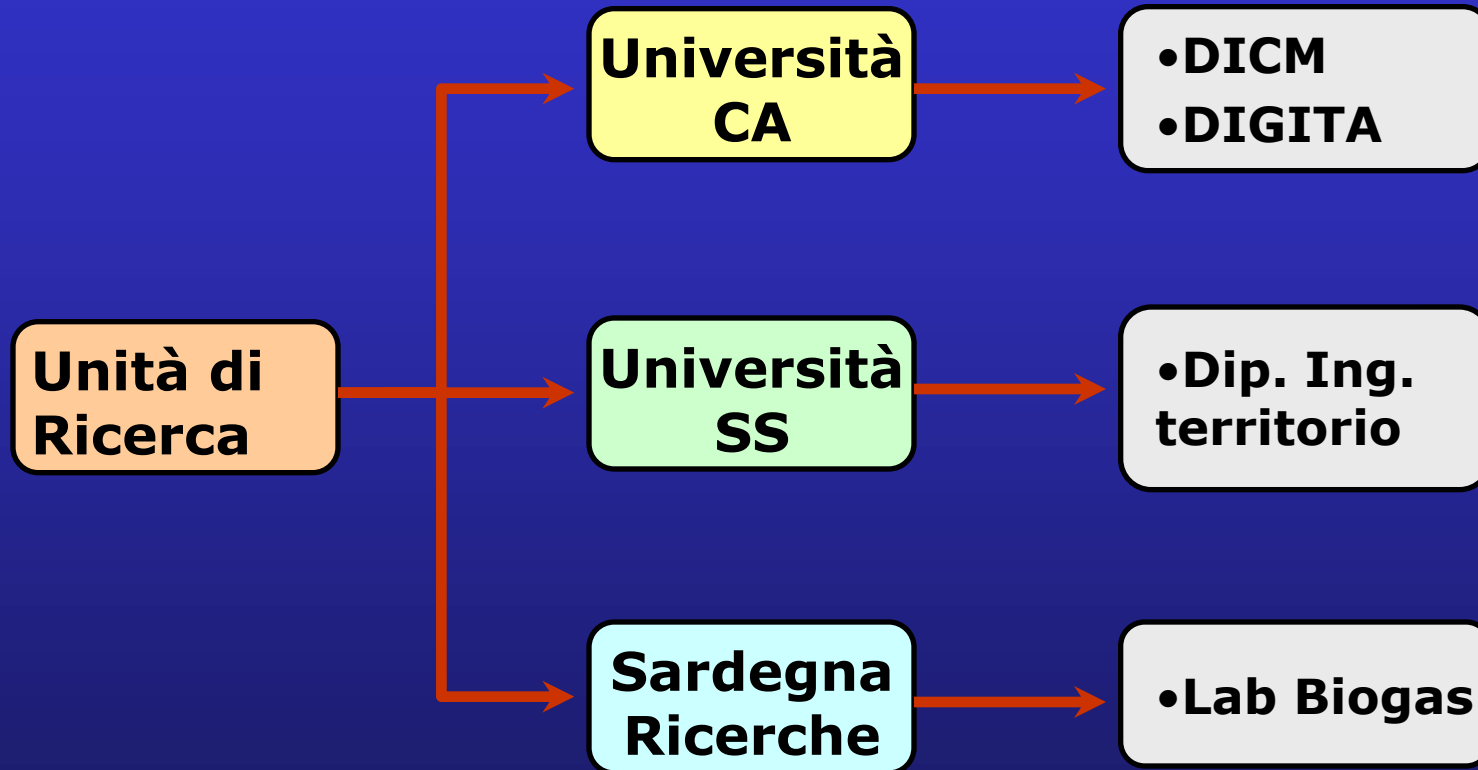 Università
CA
•DICM
•DIGITA
Unità di
Ricerca
Università
SS
•Dip. Ing.
territorio
Sardegna
Ricerche
•Lab Biogas